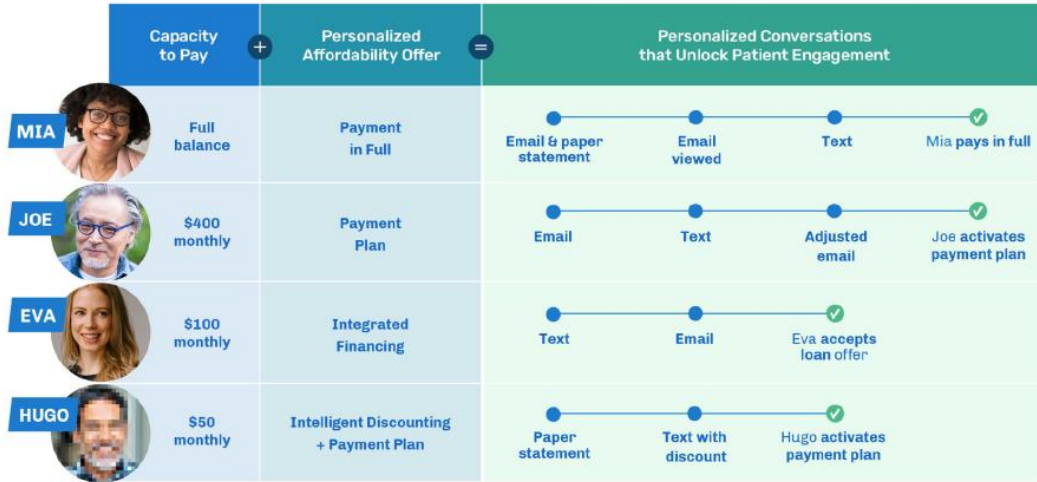 Capacity
to Pay
+
Personalized
Affordability Offer
=
Personalized Conversations
that Unlock Patient Engagement
MIA
Full
balance
Payment
in Full
Email & paper
statement
Email
viewed
Text
Mia pays in full
JOE
$400
monthly
Payment
Plan
Email
Text
Adjusted
email
Joe activates
payment plan
EVA
$100
monthly
Integrated
Financing
Text
Email
Eva accepts
loan offer
HUGO
$50
monthly
Intelligent Discounting
+ Payment Plan
Paper
statement
Text with
discount
Hugo activates
payment plan